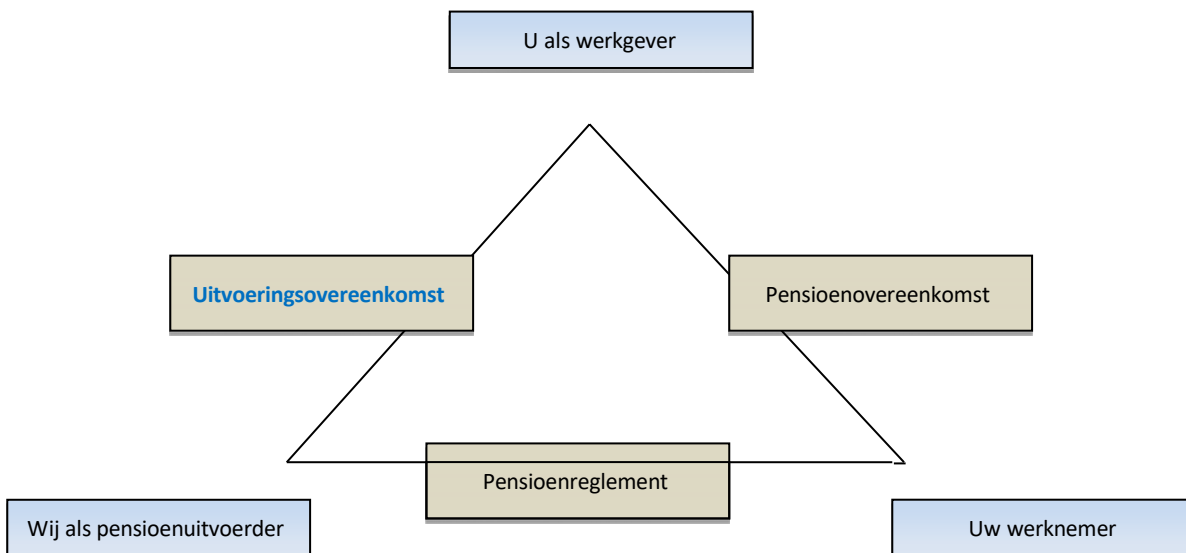 U als werkgever
Uitvoeringsovereenkomst
Pensioenovereenkomst
Pensioenreglement
Wij als pensioenuitvoerder
Uw werknemer